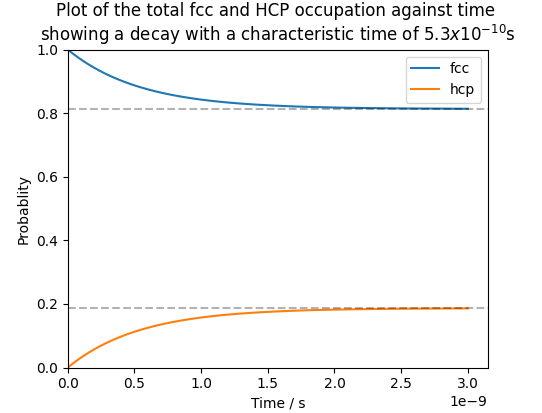 Plot of the total fcc and HCP occupation against time
showing a decay with a characteristic time of 5.3x10⁻¹⁰s
1.0
0.8
0.6
0.4
0.2
0.0
Probablity
fcc
hcp
0.0 0.5 1.0 1.5 2.0 2.5 3.0
1e−9
Time / s